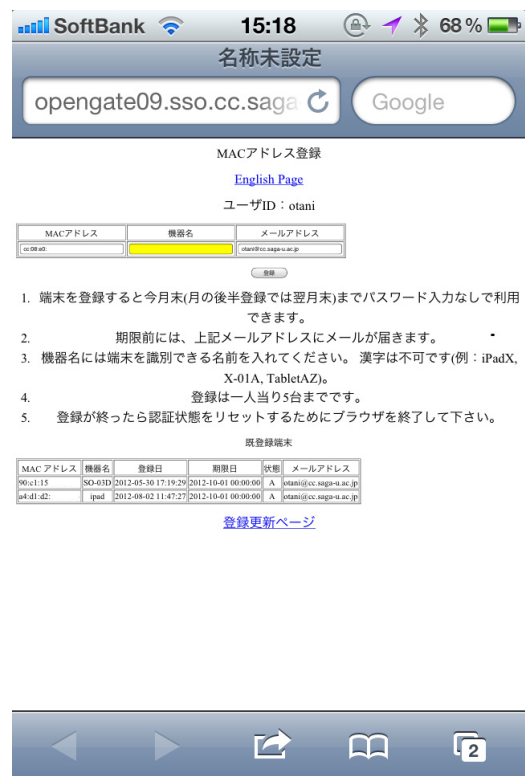 SoftBank 15:18 68%
名称未設定
opengate09.sso.cc.saga Google
MACアドレス登録
English Page
ユーザID：otani
MACアドレス 機器名 メールアドレス
cc:08:e0: otani@cc.saga-u.ac.jp
登録
1. 端末を登録すると今月末(月の後半登録では翌月末)までパスワード入力なしで利用
できます。
2. 期限前には、上記メールアドレスにメールが届きます。
3. 機器名には端末を識別できる名前を入れてください。 漢字は不可です(例：iPadX,
X-01A, TabletAZ)。
4. 登録は一人当り5台までです。
5. 登録が終ったら認証状態をリセットするためにブラウザを終了して下さい。
既登録端末
MAC アドレス 機器名 登録日 期限日 状態 メールアドレス
90:c1:15 SO-03D 2012-05-30 17:19:29 2012-10-01 00:00:00 A otani@cc.saga-u.ac.jp
a4:d1:d2: ipad 2012-08-02 11:47:27 2012-10-01 00:00:00 A otani@cc.saga-u.ac.jp
登録更新ページ
2